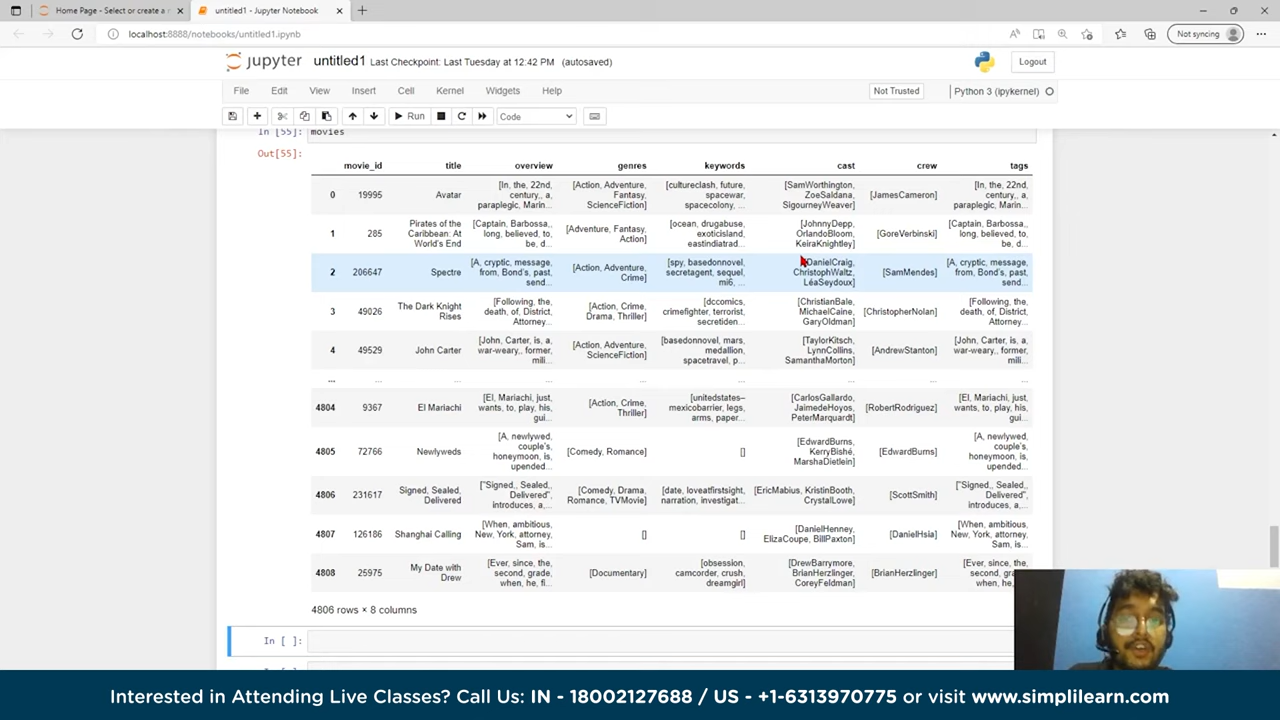 Home Page - Select or create a n
untitled1 - Jupyter Notebook
localhost:8888/notebooks/untitled1.ipynb
Not syncing
jupyter untitled1 Last Checkpoint: Last Tuesday at 12:42 PM (autosaved)
Logout
File Edit View Insert Cell Kernel Widgets Help
Not Trusted
Python 3 (ipykernel)
Run
Code
In [55]: movies
Out[55]:
movie_id title overview genres keywords cast crew tags
0 19995 Avatar [In, the, 22nd, century,, a, paraplegic, Marin... [Action, Adventure, Fantasy, ScienceFiction] [cultureclash, future, spacewar, spacecolony, ... [SamWorthington, ZoeSaldana, SigourneyWeaver] [JamesCameron] [In, the, 22nd, century,, a, paraplegic, Marin...
1 285 Pirates of the Caribbean: At World's End [Captain, Barbossa,, long, believed, to, be, d... [Adventure, Fantasy, Action] [ocean, drugabuse, exoticisland, eastindiatrad... [JohnnyDepp, OrlandoBloom, KeiraKnightley] [GoreVerbinski] [Captain, Barbossa,, long, believed, to, be, d...
2 206647 Spectre [A, cryptic, message, from, Bond's, past, send... [Action, Adventure, Crime] [spy, basedonnovel, secretagent, sequel, mi6, ... [DanielCraig, ChristophWaltz, LéaSeydoux] [SamMendes] [A, cryptic, message, from, Bond's, past, send...
3 49026 The Dark Knight Rises [Following, the, death, of, District, Attorney... [Action, Crime, Drama, Thriller] [dccomics, crimefighter, terrorist, secretiden... [ChristianBale, MichaelCaine, GaryOldman] [ChristopherNolan] [Following, the, death, of, District, Attorney...
4 49529 John Carter [John, Carter, is, a, war-weary,, former, mili... [Action, Adventure, ScienceFiction] [basedonnovel, mars, medallion, spacetravel, p... [TaylorKitsch, LynnCollins, SamanthaMorton] [AndrewStanton] [John, Carter, is, a, war-weary,, former, mili...
... ... ... ... ... ... ... ... ...
4804 9367 El Mariachi [El, Mariachi, just, wants, to, play, his, gui... [Action, Crime, Thriller] [unitedstates–mexicobarrier, legs, arms, paper... [CarlosGallardo, JaimedeHoyos, PeterMarquardt] [RobertRodriguez] [El, Mariachi, just, wants, to, play, his, gui...
4805 72766 Newlyweds [A, newlywed, couple's, honeymoon, is, upended... [Comedy, Romance] [] [EdwardBurns, KerryBishé, MarshaDietlein] [EdwardBurns] [A, newlywed, couple's, honeymoon, is, upended...
4806 231617 Signed, Sealed, Delivered ["Signed,, Sealed, Delivered", introduces, a,... [Comedy, Drama, Romance, TVMovie] [date, loveatfirstsight, narration, investigat... [EricMabius, KristinBooth, CrystalLowe] [ScottSmith] ["Signed,, Sealed, Delivered", introduces, a,...
4807 126186 Shanghai Calling [When, ambitious, New, York, attorney, Sam, is... [] [] [DanielHenney, ElizaCoupe, BillPaxton] [DanielHsia] [When, ambitious, New, York, attorney, Sam, is...
4808 25975 My Date with Drew [Ever, since, the, second, grade, when, he, fi... [Documentary] [obsession, camcorder, crush, dreamgirl] [DrewBarrymore, BrianHerzlinger, CoreyFeldman] [BrianHerzlinger] [Ever, since, the, second, grad when, he,
4806 rows × 8 columns
In [ ]:
Interested in Attending Live Classes? Call Us: IN - 18002127688 / US - +1-6313970775 or visit www.simplilearn.com